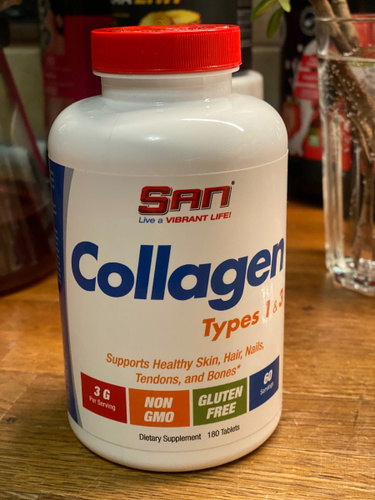 SAN
Live a VIBRANT LIFE!
Collagen
Types 1 & 3
Supports Healthy Skin, Hair, Nails,
Tendons, and Bones*
3 G
Per Serving
NON
GMO
GLUTEN
FREE
60
Servings
Dietary Supplement 180 Tablets